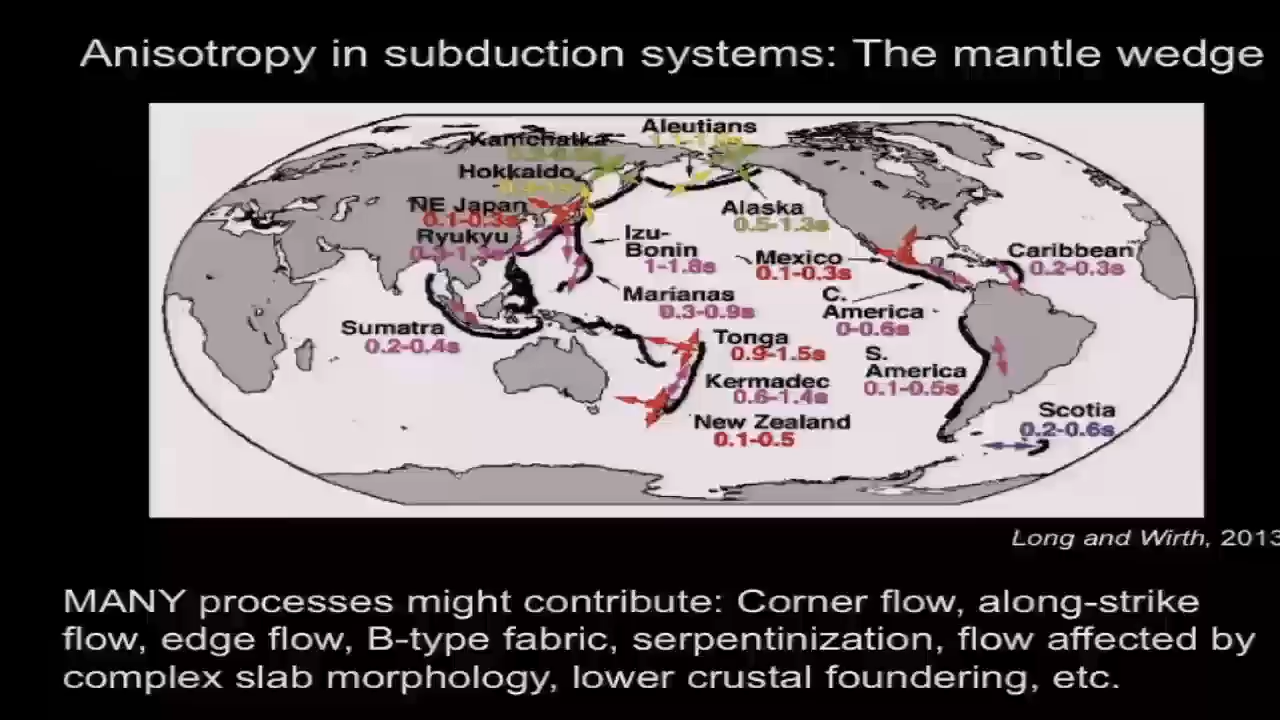 Anisotropy in subduction systems: The mantle wedge
Aleutians
Kamchatka
Hokkaido
NE Japan
0.1-0.3s
Ryukyu
Izu-
Bonin
1-1.8s
Marianas
0.3-0.9s
Alaska
0.5-1.3s
Mexico
0.1-0.3s
Caribbean
0.2-0.3s
C.
America
0-0.6s
Sumatra
0.2-0.4s
Tonga
0.9-1.5s
S.
America
0.1-0.5s
Kermadec
0.6-1.4s
New Zealand
0.1-0.5
Scotia
0.2-0.6s
Long and Wirth, 2013
MANY processes might contribute: Corner flow, along-strike
flow, edge flow, B-type fabric, serpentinization, flow affected by
complex slab morphology, lower crustal foundering, etc.